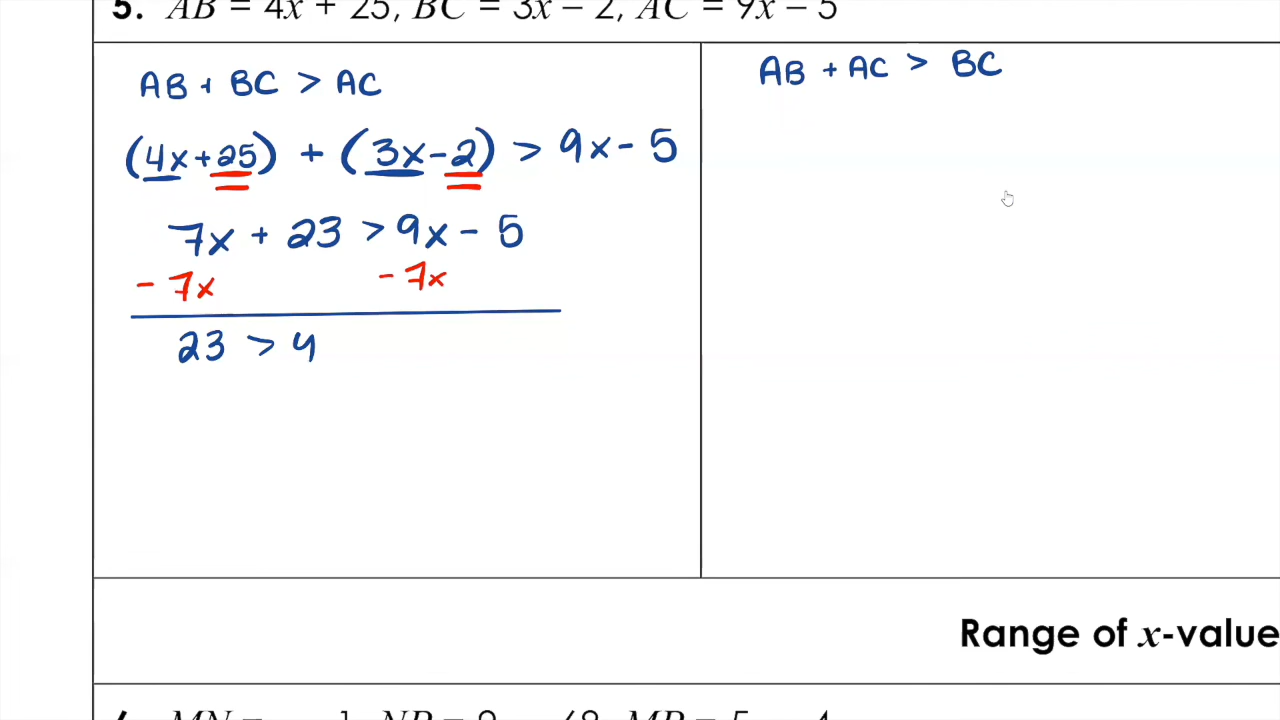 5. AB = 4x + 25, BC = 3x − 2, AC = 9x − 5
AB + BC > AC
(4x+25) + (3x-2) > 9x - 5
7x + 23 > 9x - 5
- 7x - 7x
23 > 4
AB + AC > BC
Range of x-value